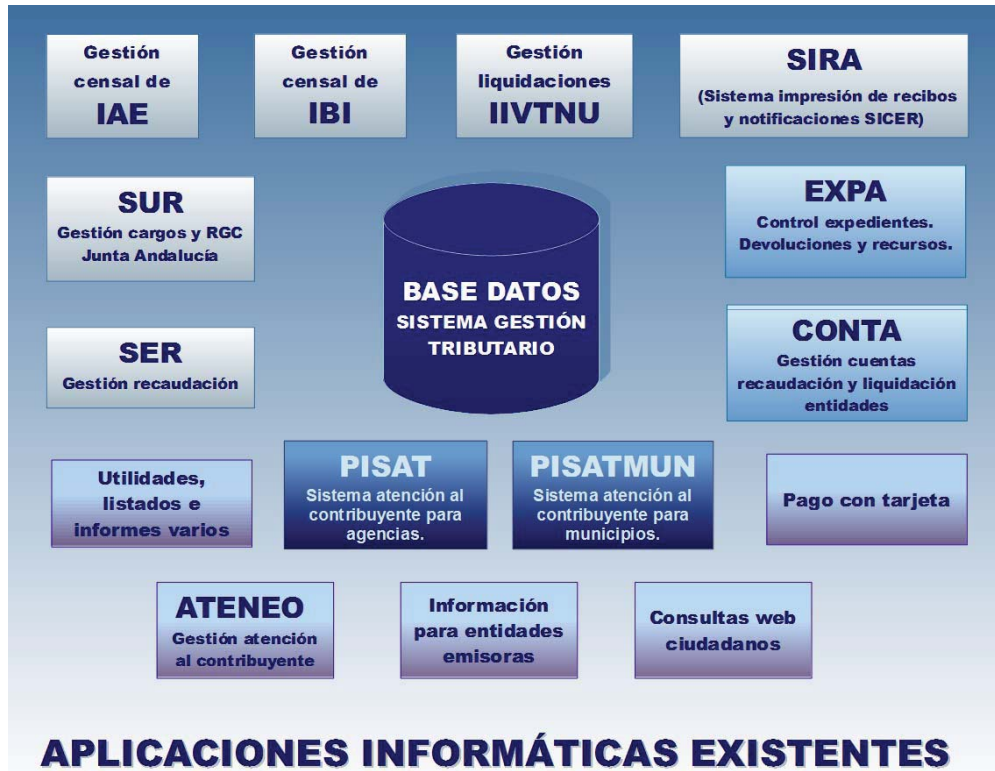 Gestión
censal de
IAE
Gestión
censal de
IBI
Gestión
liquidaciones
IIVTNU
SIRA
(Sistema impresión de recibos
y notificaciones SICER)
SUR
Gestión cargos y RGC
Junta Andalucía
EXPA
Control expedientes.
Devoluciones y recursos.
BASE DATOS
SISTEMA GESTIÓN
TRIBUTARIO
SER
Gestión recaudación
CONTA
Gestión cuentas
recaudación y liquidación
entidades
Utilidades,
listados e
informes varios
PISAT
Sistema atención al
contribuyente para
agencias.
PISATMUN
Sistema atención al
contribuyente para
municipios.
Pago con tarjeta
ATENEO
Gestión atención
al contribuyente
Información
para entidades
emisoras
Consultas web
ciudadanos
APLICACIONES INFORMÁTICAS EXISTENTES